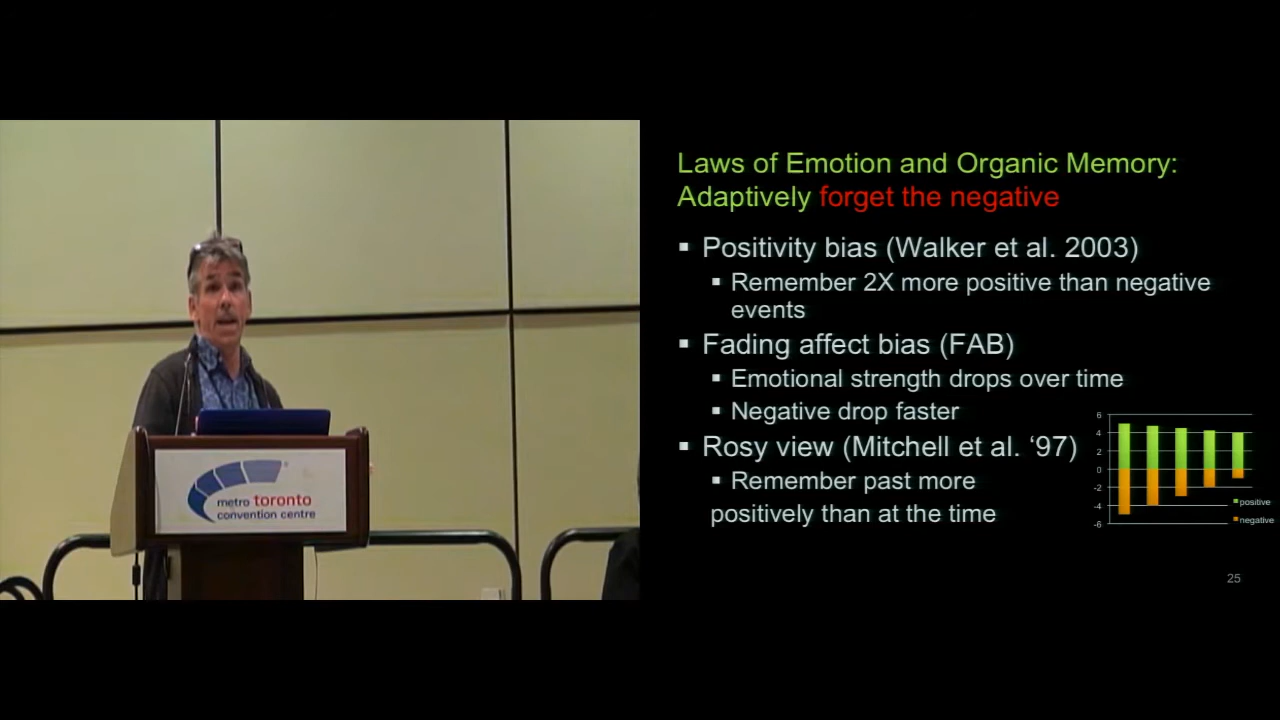 metro toronto
convention centre
Laws of Emotion and Organic Memory:
Adaptively forget the negative
▪ Positivity bias (Walker et al. 2003)
▪ Remember 2X more positive than negative
events
▪ Fading affect bias (FAB)
▪ Emotional strength drops over time
▪ Negative drop faster
▪ Rosy view (Mitchell et al. ‘97)
▪ Remember past more
positively than at the time
6
4
2
0
-2
-4
-6
positive
negative
25